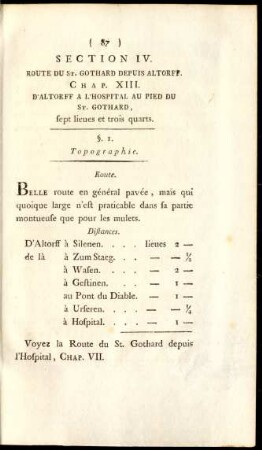 ( 87 )
SECTION IV.
ROUTE DU St. GOTHARD DEPUIS ALTORFF.
CHAP. XIII.
D'ALTORFF A L'HOSPITAL AU PIED DU
St. GOTHARD,
ſept lieues et trois quarts.
§. 1.
Topographie.
Route.
BELLE route en général pavée, mais qui
quoique large n'eſt praticable dans ſa partie
montueuſe que pour les mulets.
Diſtances.
D'Altorff à Silenen. . . . lieues 2 —
de là à Zum Staeg. . . — — ½
à Waſen. . . . — 2 —
à Geſtinen. . . . — 1 —
au Pont du Diable. — 1 —
à Urſeren. . . . — — ¼
à Hoſpital. . . . — 1 —
Voyez la Route du St. Gothard depuis
l'Hoſpital, CHAP. VII.